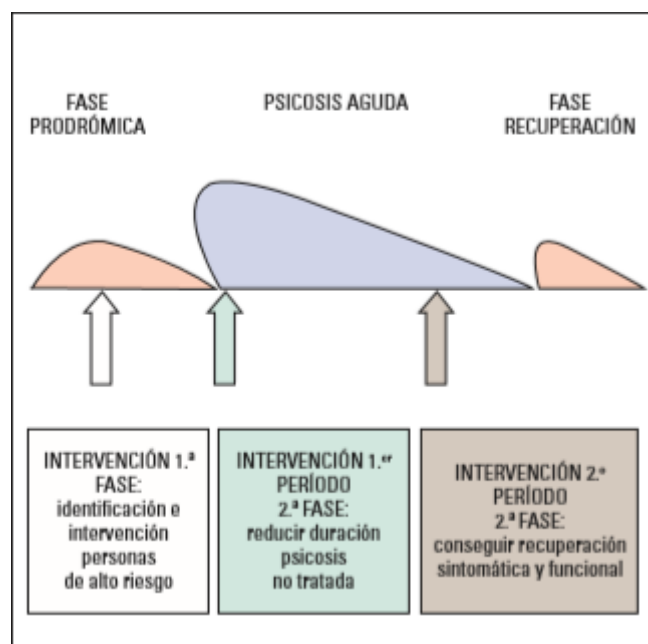 FASE
PRODRÓMICA
PSICOSIS AGUDA
FASE
RECUPERACIÓN
INTERVENCIÓN 1.ª
FASE:
identificación e
intervención
personas
de alto riesgo
INTERVENCIÓN 1.er
PERÍODO
2.ª FASE:
reducir duración
psicosis
no tratada
INTERVENCIÓN 2.º
PERÍODO
2.ª FASE:
conseguir recuperación
sintomática y funcional